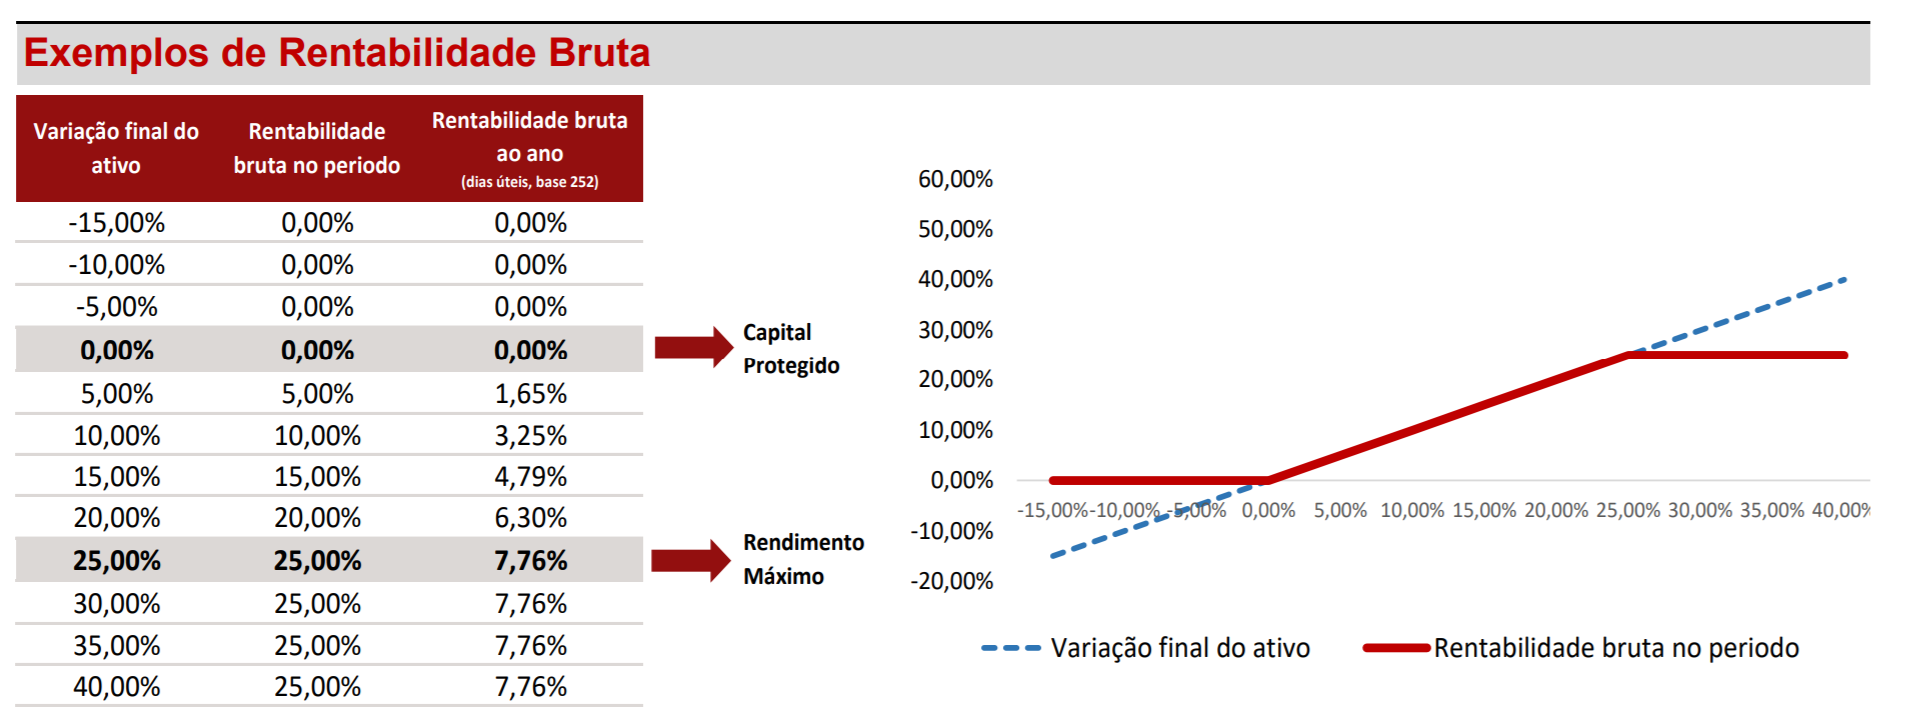 Exemplos de Rentabilidade Bruta
Variação final do
ativo
Rentabilidade
bruta no periodo
Rentabilidade bruta
ao ano
(dias úteis, base 252)
-15,00% 0,00% 0,00%
-10,00% 0,00% 0,00%
-5,00% 0,00% 0,00%
0,00% 0,00% 0,00%
5,00% 5,00% 1,65%
10,00% 10,00% 3,25%
15,00% 15,00% 4,79%
20,00% 20,00% 6,30%
25,00% 25,00% 7,76%
30,00% 25,00% 7,76%
35,00% 25,00% 7,76%
40,00% 25,00% 7,76%
Capital
Protegido
Rendimento
Máximo
60,00%
50,00%
40,00%
30,00%
20,00%
10,00%
0,00%
-10,00%
-20,00%
-15,00% -10,00% -5,00% 0,00% 5,00% 10,00% 15,00% 20,00% 25,00% 30,00% 35,00% 40,00%
Variação final do ativo Rentabilidade bruta no periodo